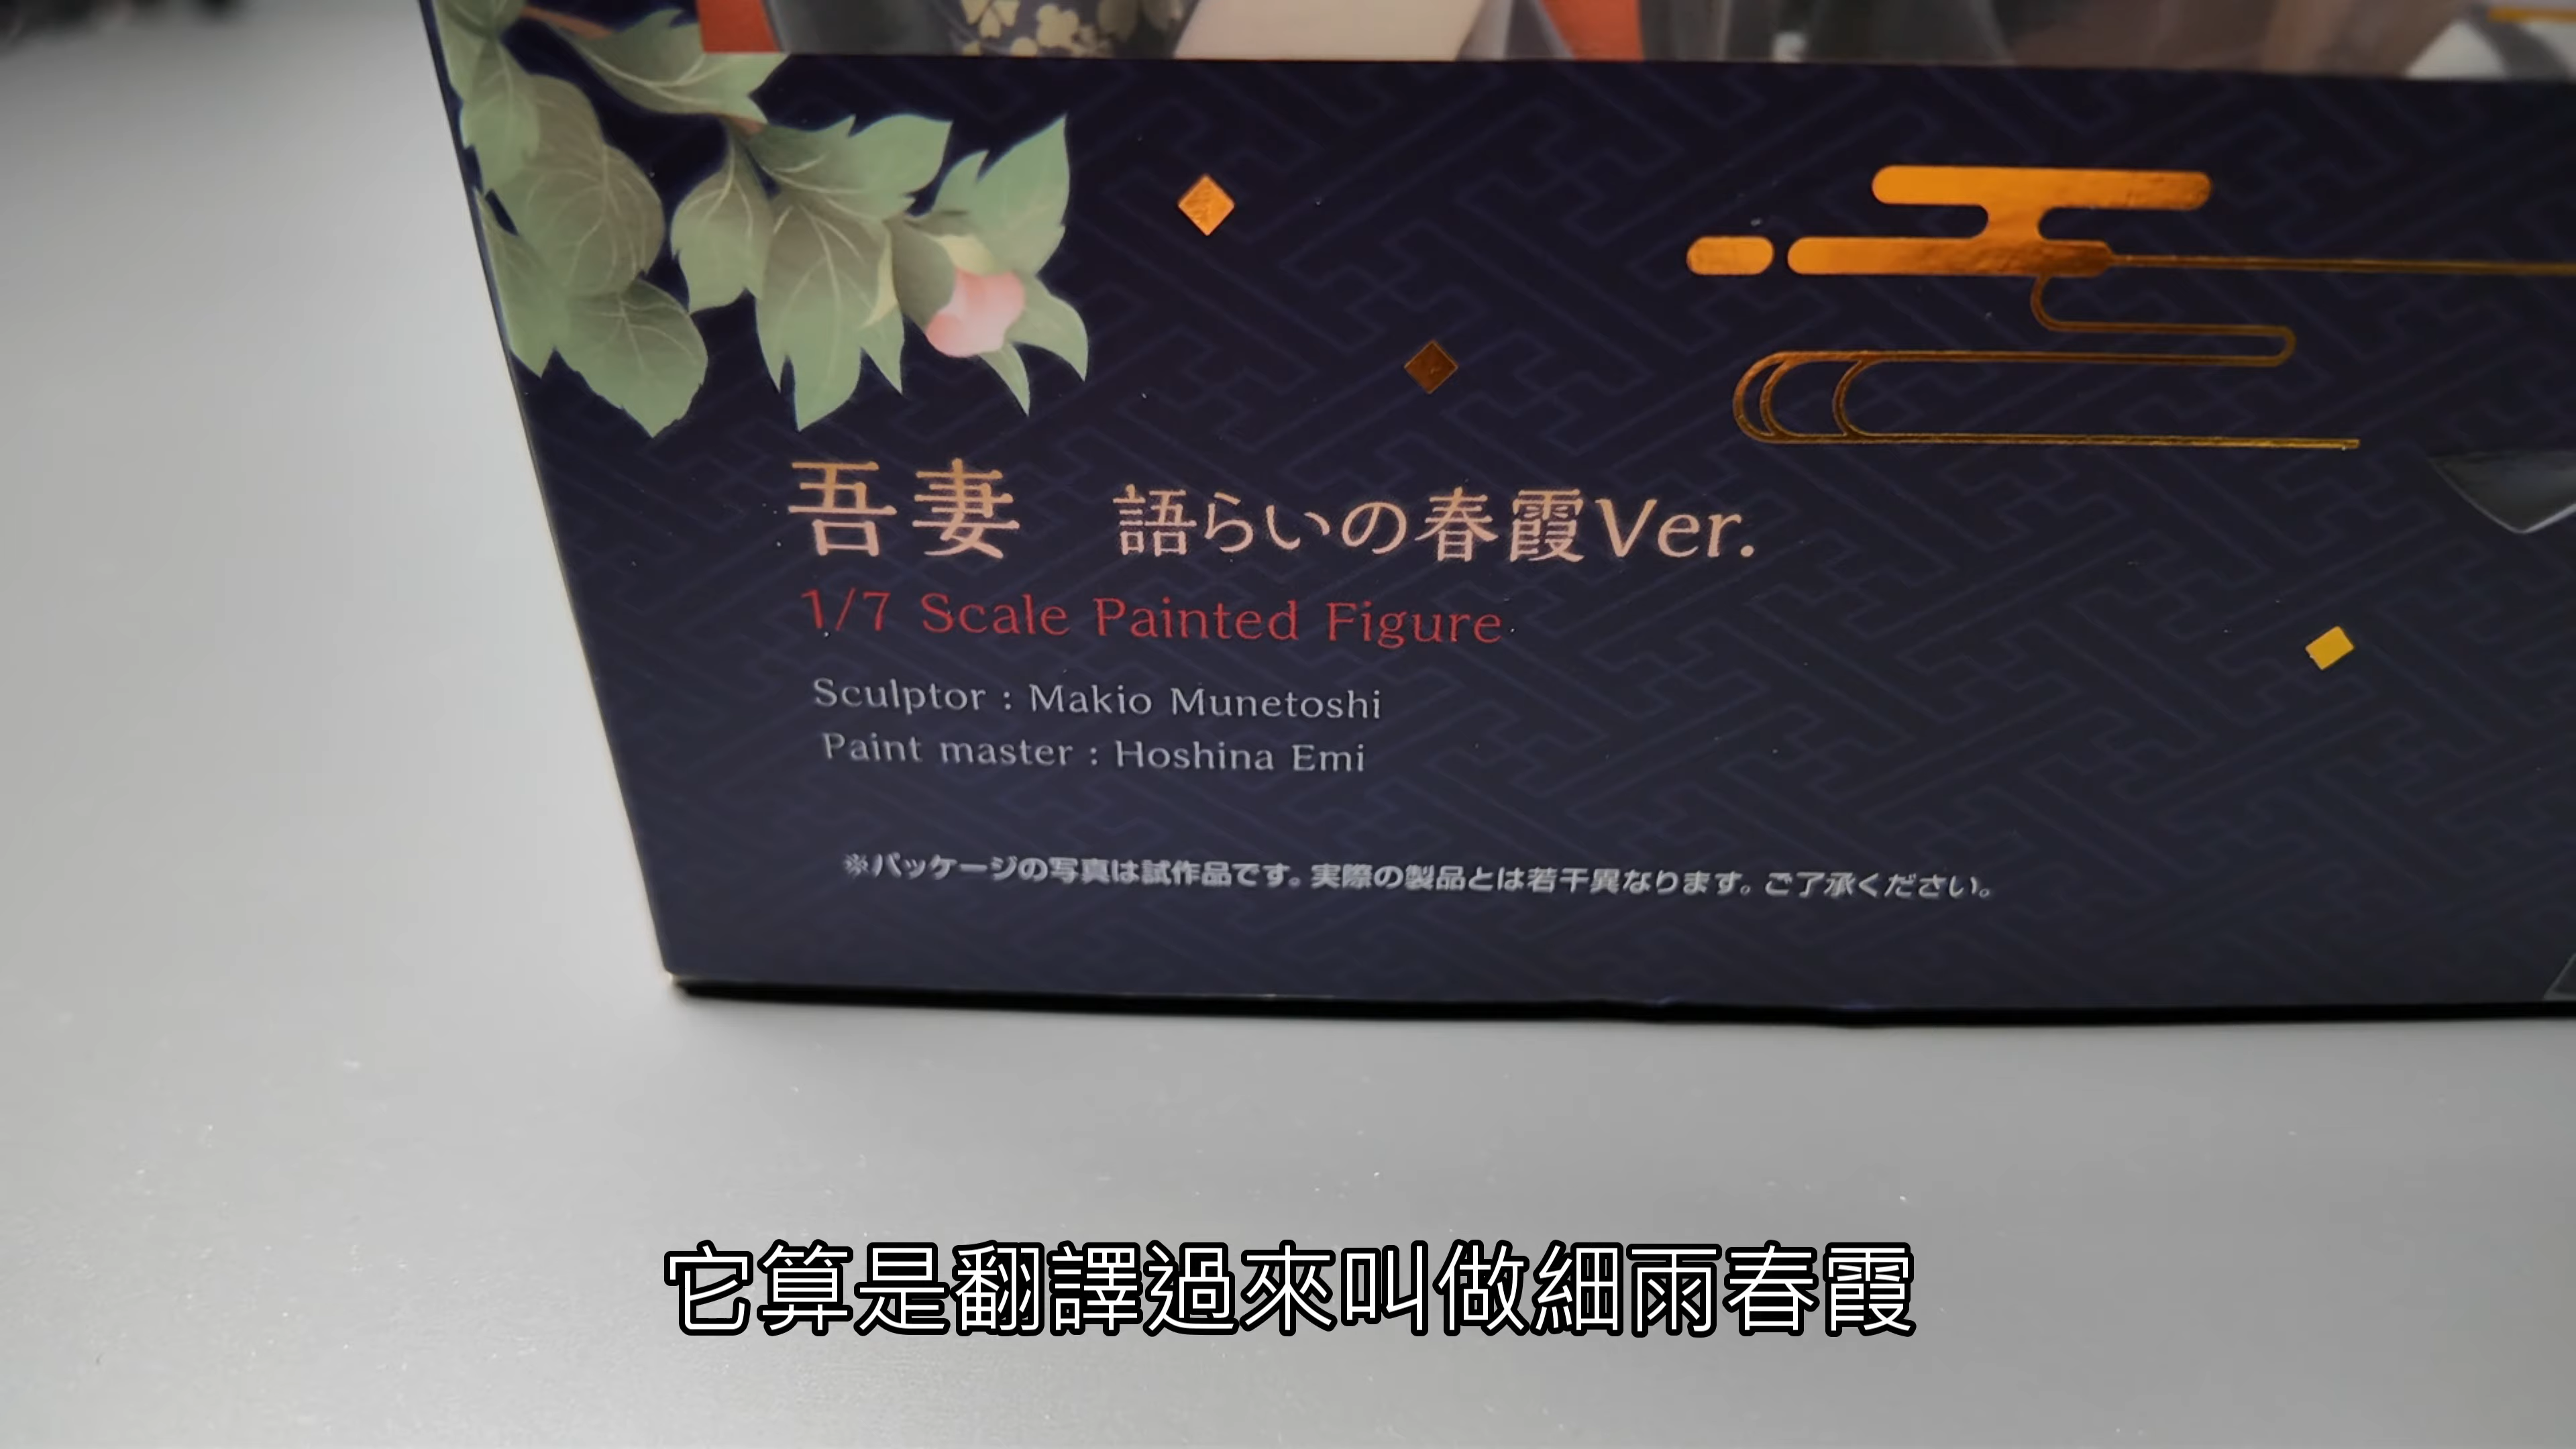 吾妻 語らいの春霞Ver.
1/7 Scale Painted Figure
Sculptor : Makio Munetoshi
Paint master : Hoshina Emi
※パッケージの写真は試作品です。実際の製品とは若干異なります。ご了承ください。
它算是翻譯過來叫做細雨春霞